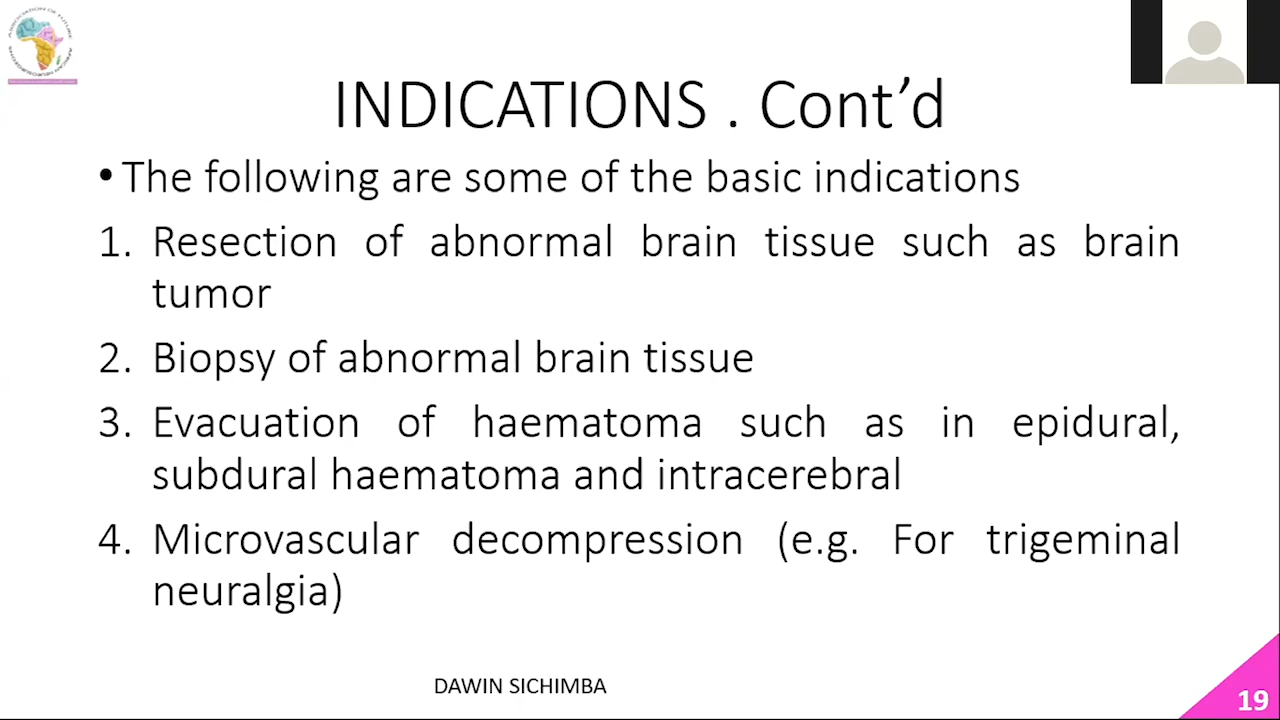 INDICATIONS . Cont’d
• The following are some of the basic indications
1. Resection of abnormal brain tissue such as brain
tumor
2. Biopsy of abnormal brain tissue
3. Evacuation of haematoma such as in epidural,
subdural haematoma and intracerebral
4. Microvascular decompression (e.g. For trigeminal
neuralgia)
DAWIN SICHIMBA
19